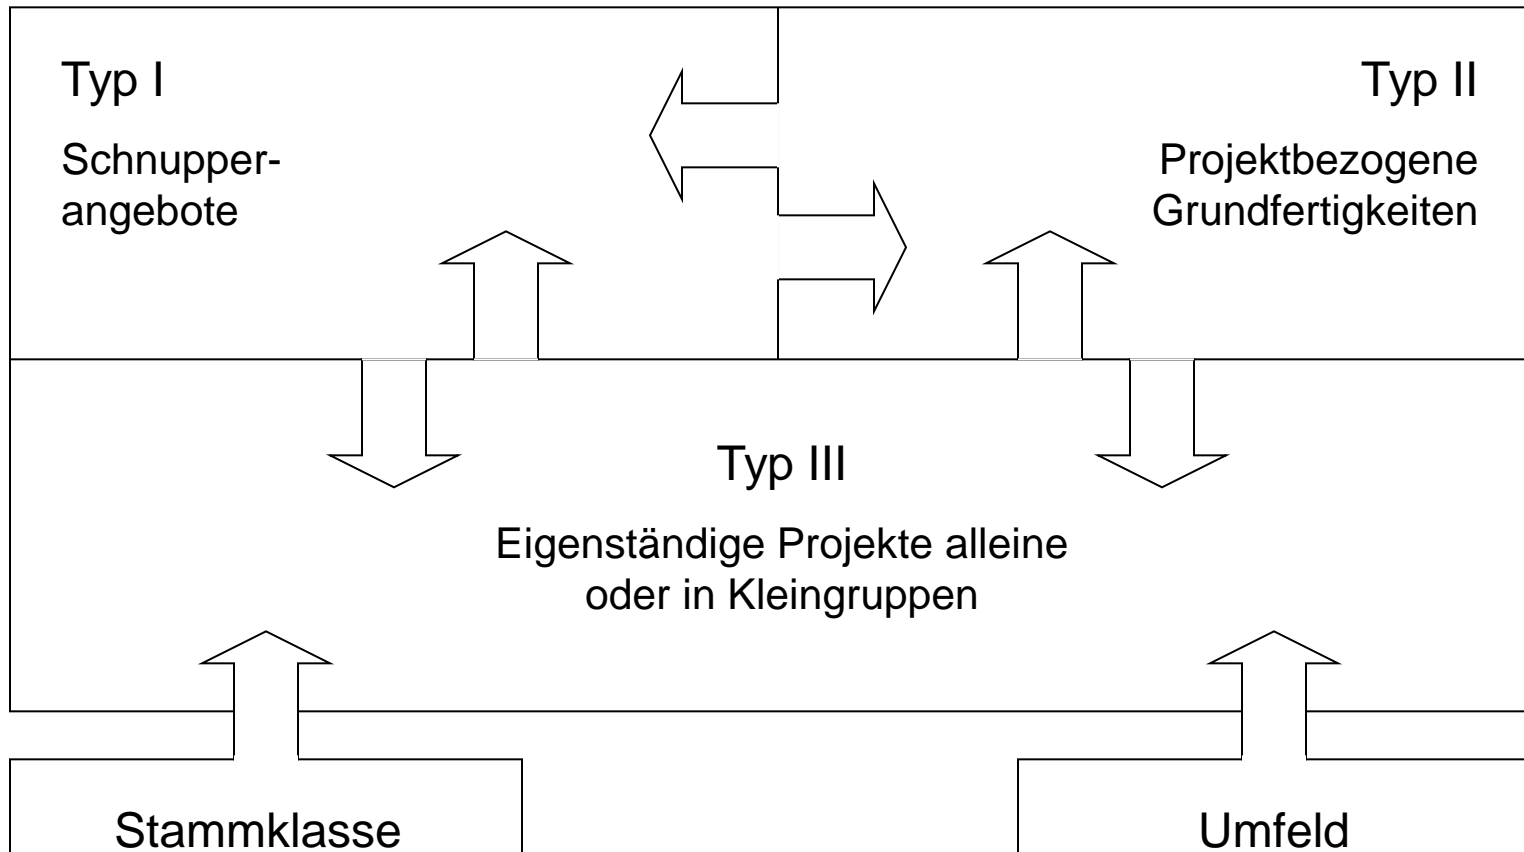 Typ I
Schnupper-
angebote
Typ II
Projektbezogene
Grundfertigkeiten
Typ III
Eigenständige Projekte alleine
oder in Kleingruppen
Stammklasse
Umfeld